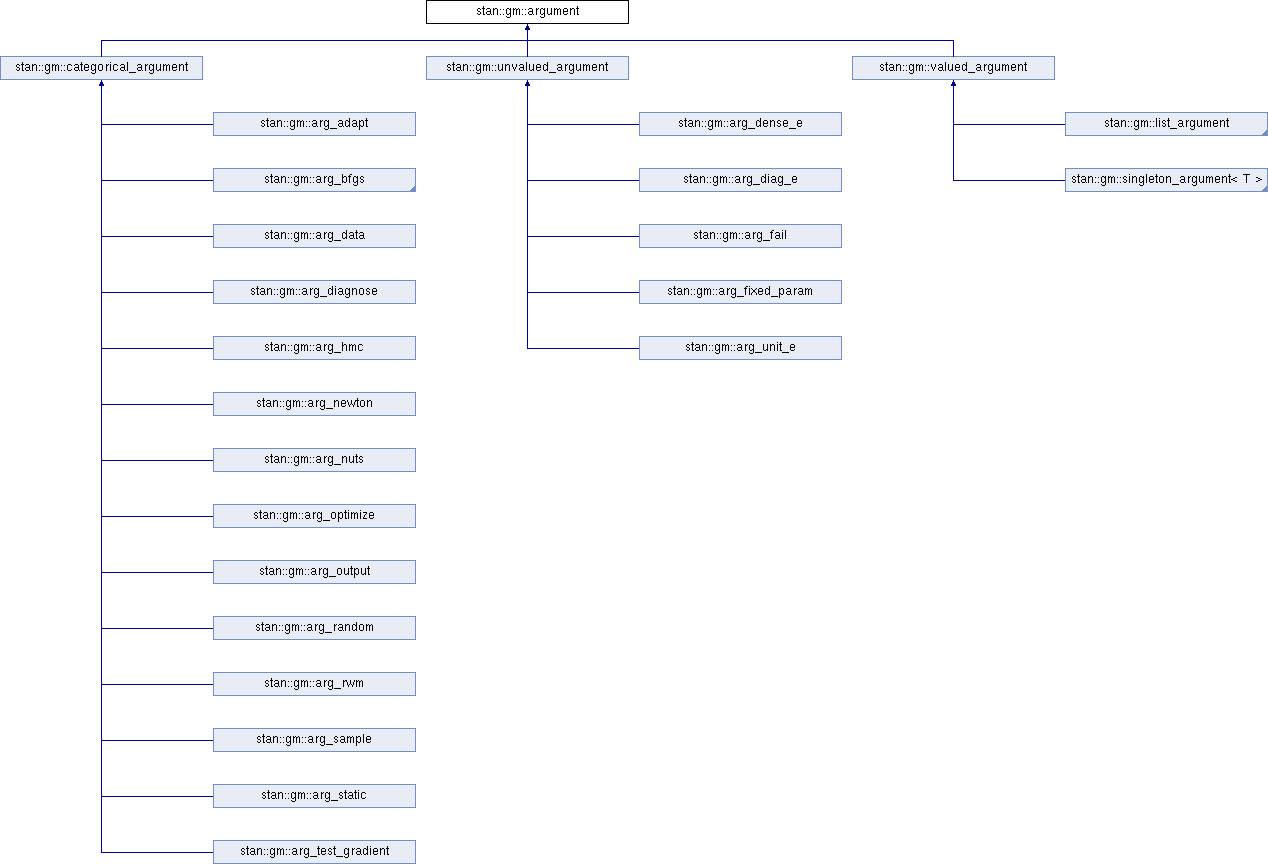 stan::gm::argument
stan::gm::categorical_argument
stan::gm::unvalued_argument
stan::gm::valued_argument
stan::gm::arg_adapt
stan::gm::arg_dense_e
stan::gm::list_argument
stan::gm::arg_bfgs
stan::gm::arg_diag_e
stan::gm::singleton_argument< T >
stan::gm::arg_data
stan::gm::arg_fail
stan::gm::arg_diagnose
stan::gm::arg_fixed_param
stan::gm::arg_hmc
stan::gm::arg_unit_e
stan::gm::arg_newton
stan::gm::arg_nuts
stan::gm::arg_optimize
stan::gm::arg_output
stan::gm::arg_random
stan::gm::arg_rwm
stan::gm::arg_sample
stan::gm::arg_static
stan::gm::arg_test_gradient